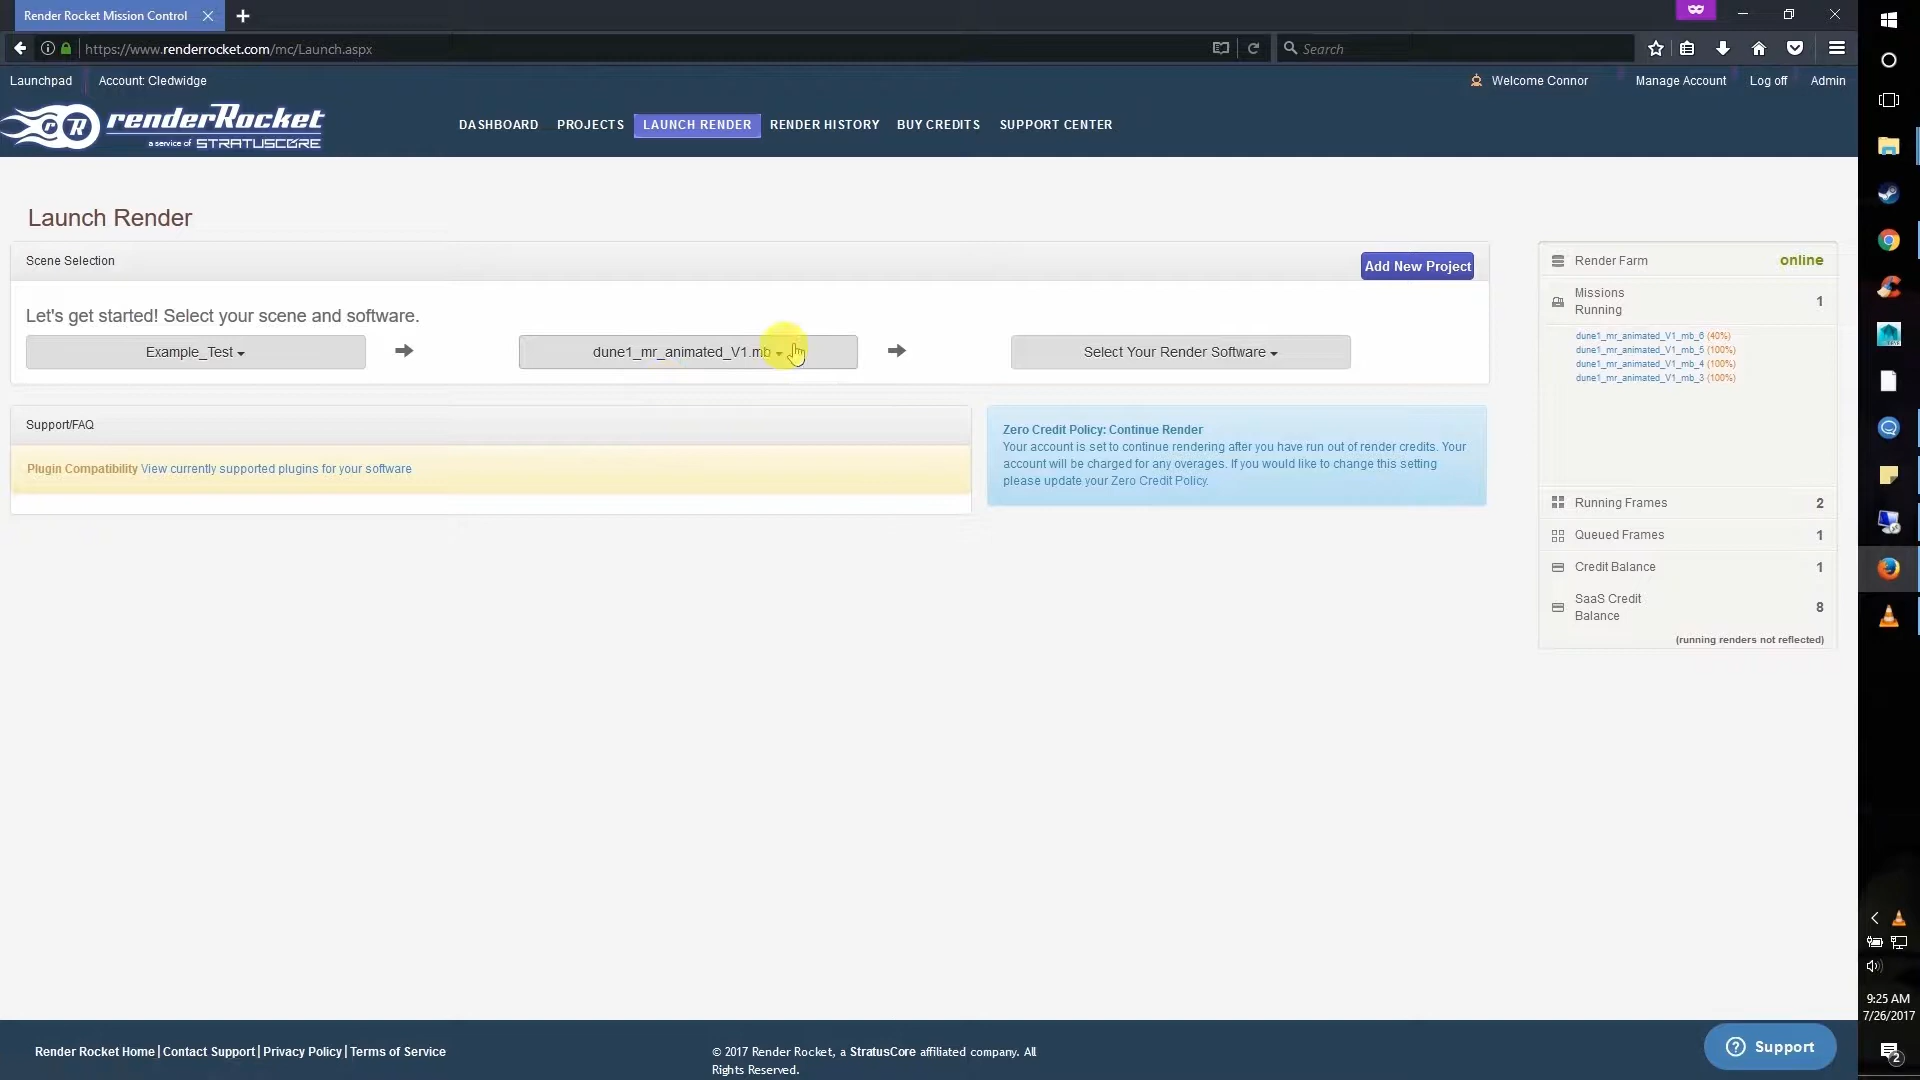 Render Rocket Mission Control
https://www.renderrocket.com/mc/Launch.aspx
Search
Launchpad
Account: Cledwidge
Welcome Connor
Manage Account
Log off
Admin
renderRocket
a service of STRATUSCORE
DASHBOARD
PROJECTS
LAUNCH RENDER
RENDER HISTORY
BUY CREDITS
SUPPORT CENTER
Launch Render
Scene Selection
Add New Project
Let's get started! Select your scene and software.
Example_Test
dune1_mr_animated_V1.mb
Select Your Render Software
Support/FAQ
Plugin Compatibility View currently supported plugins for your software
Zero Credit Policy: Continue Render
Your account is set to continue rendering after you have run out of render credits. Your
account will be charged for any overages. If you would like to change this setting
please update your Zero Credit Policy.
Render Farm online
Missions
Running 1
dune1_mr_animated_V1_mb_6 (40%)
dune1_mr_animated_V1_mb_5 (100%)
dune1_mr_animated_V1_mb_4 (100%)
dune1_mr_animated_V1_mb_3 (100%)
Running Frames 2
Queued Frames 1
Credit Balance 1
SaaS Credit
Balance 8
(running renders not reflected)
9:25 AM
7/26/2017
2
Render Rocket Home | Contact Support | Privacy Policy | Terms of Service
© 2017 Render Rocket, a StratusCore affiliated company. All
Rights Reserved.
Support